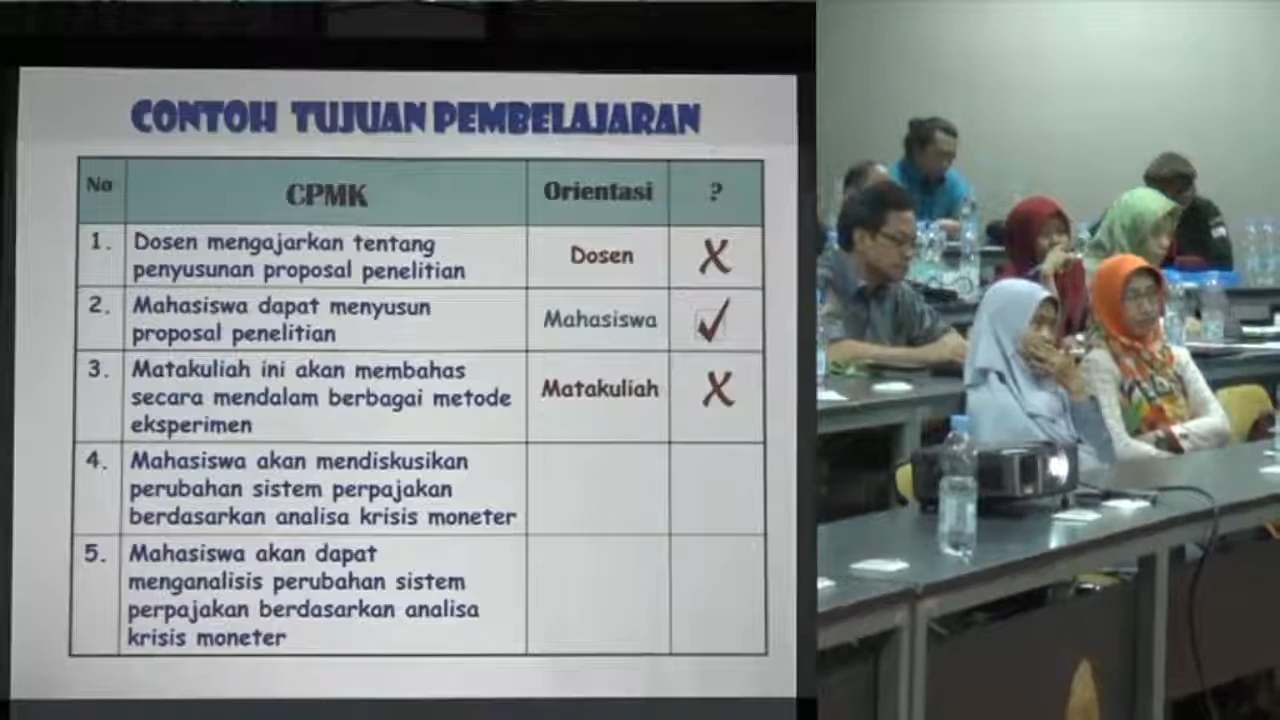 CONTOH TUJUAN PEMBELAJARAN
No CPMK Orientasi ?
1. Dosen mengajarkan tentang
penyusunan proposal penelitian
Dosen X
2. Mahasiswa dapat menyusun
proposal penelitian
Mahasiswa ✓
3. Matakuliah ini akan membahas
secara mendalam berbagai metode
eksperimen
Matakuliah X
4. Mahasiswa akan mendiskusikan
perubahan sistem perpajakan
berdasarkan analisa krisis moneter
5. Mahasiswa akan dapat
menganalisis perubahan sistem
perpajakan berdasarkan analisa
krisis moneter